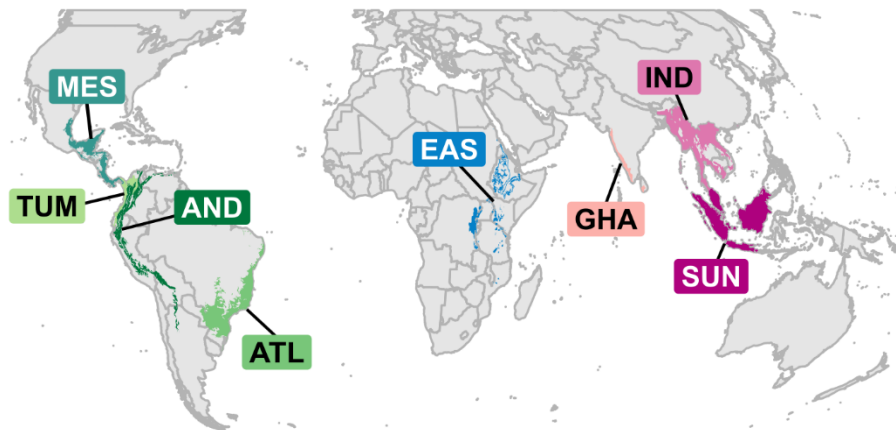 MES
IND
EAS
TUM
AND
GHA
SUN
ATL